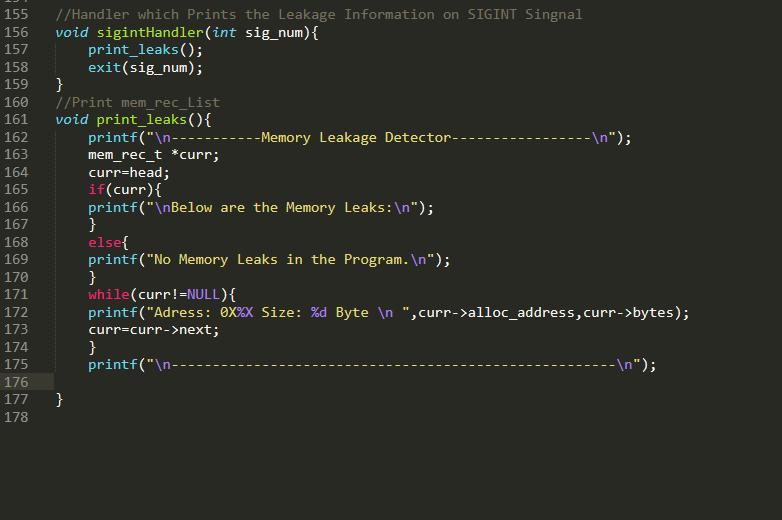 155 //Handler which Prints the Leakage Information on SIGINT Singnal
156 void sigintHandler(int sig_num){
157     print_leaks();
158     exit(sig_num);
159 }
160 //Print mem_rec_List
161 void print_leaks(){
162     printf("\n-----------Memory Leakage Detector-----------------\n");
163     mem_rec_t *curr;
164     curr=head;
165     if(curr){
166     printf("\nBelow are the Memory Leaks:\n");
167     }
168     else{
169     printf("No Memory Leaks in the Program.\n");
170     }
171     while(curr!=NULL){
172     printf("Adress: 0X%X Size: %d Byte \n ",curr->alloc_address,curr->bytes);
173     curr=curr->next;
174     }
175     printf("\n------------------------------------------------------\n");
176
177 }
178